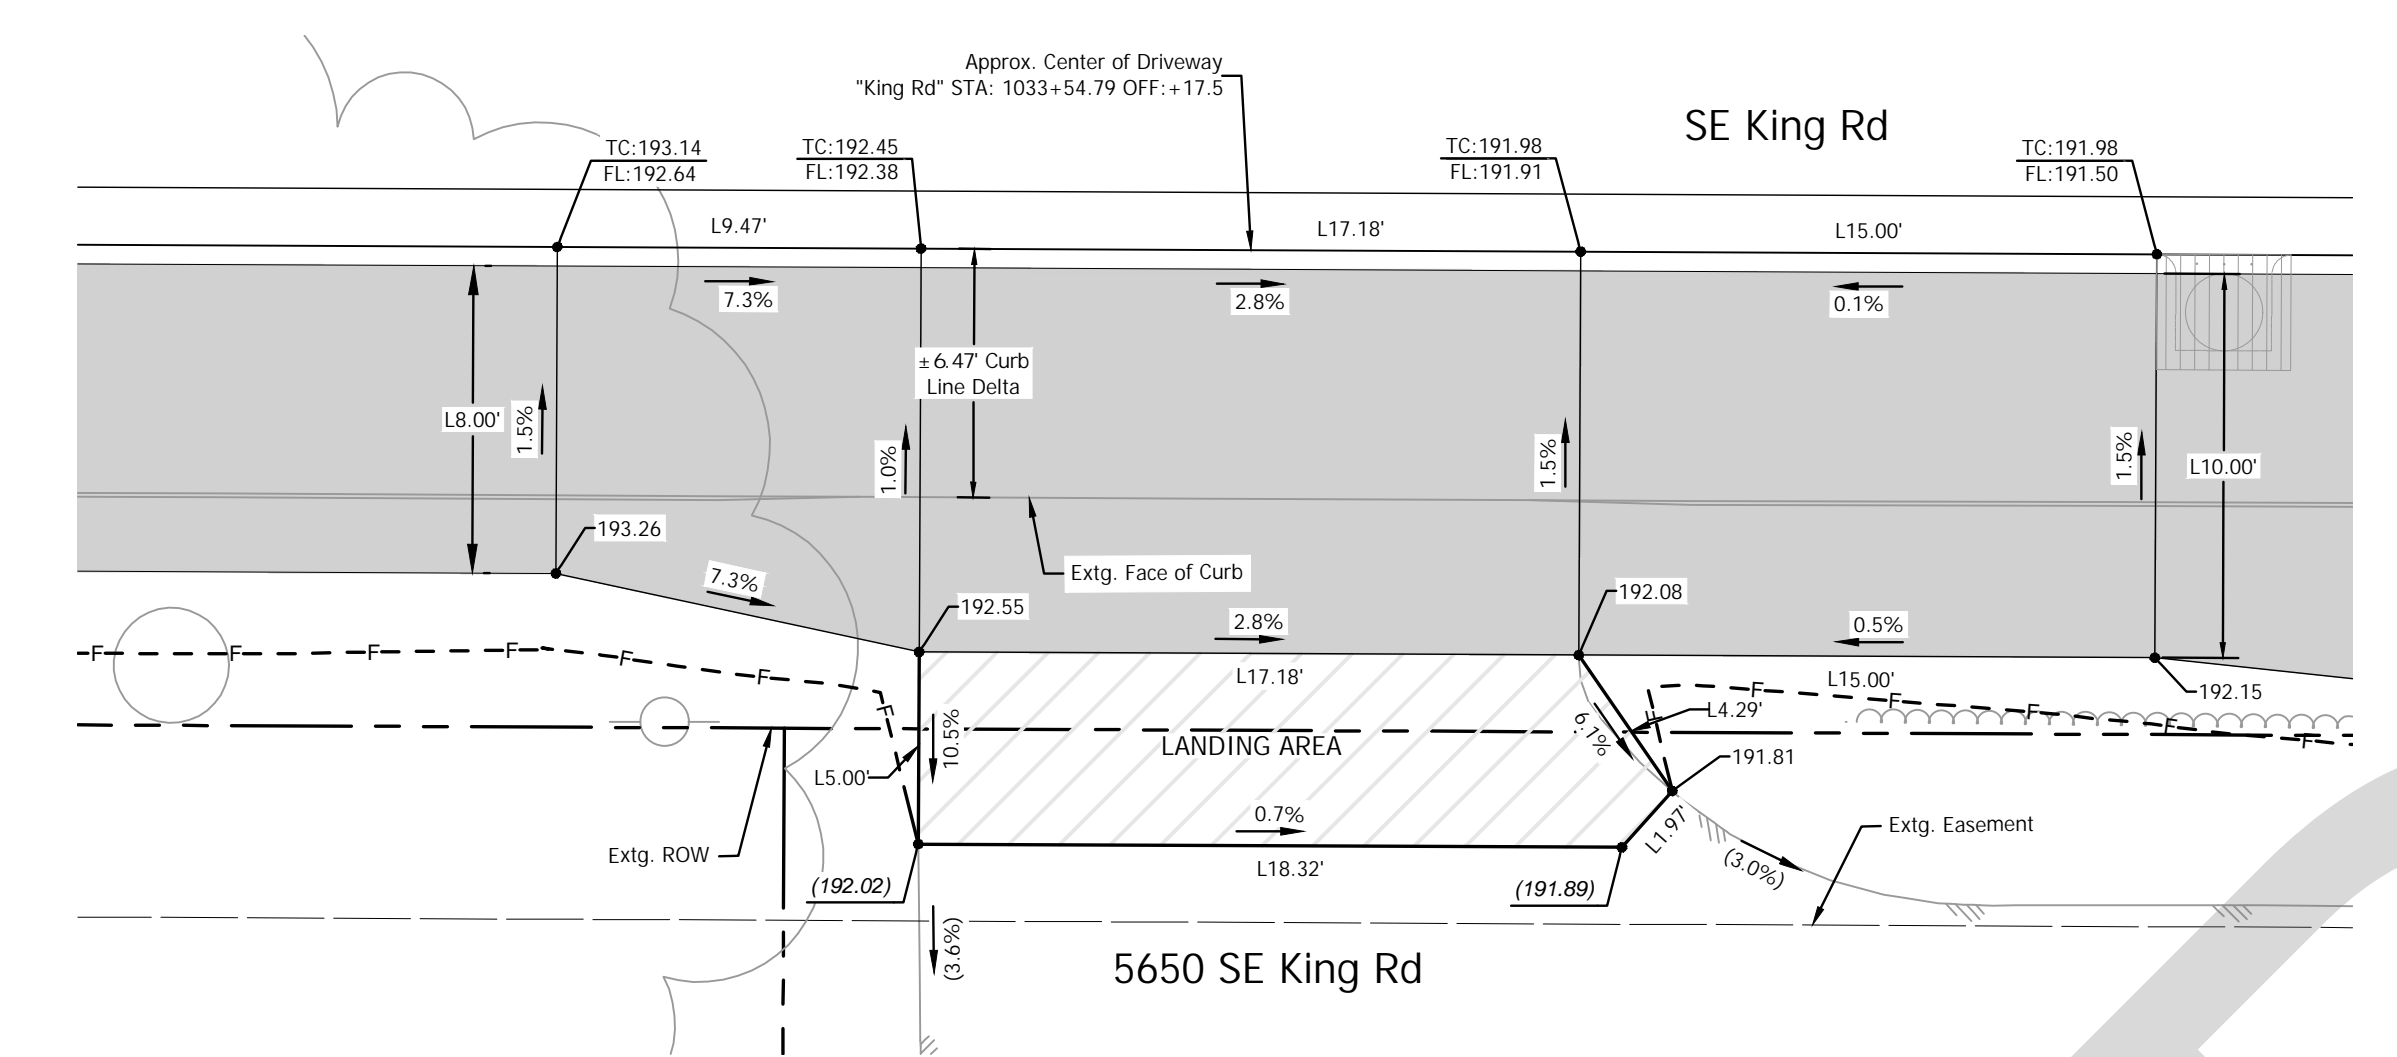 Approx. Center of Driveway
"King Rd" STA: 1033+54.79 OFF:+17.5
SE King Rd
TC:193.14
FL:192.64
TC:192.45
FL:192.38
TC:191.98
FL:191.91
TC:191.98
FL:191.50
L9.47'
L17.18'
L15.00'
7.3%
2.8%
0.1%
±6.47' Curb
Line Delta
L8.00'
1.5%
1.0%
1.5%
1.5%
L10.00'
193.26
Extg. Face of Curb
7.3%
192.55
2.8%
192.08
0.5%
F
F
F
F
F
F
F
L17.18'
L15.00'
192.15
F
F
F
F
F
F
L4.29'
6.1%
10.5%
LANDING AREA
191.81
L5.00'
0.7%
Extg. ROW
L18.32'
L1.97'
Extg. Easement
(192.02)
(191.89)
(3.0%)
(3.6%)
5650 SE King Rd